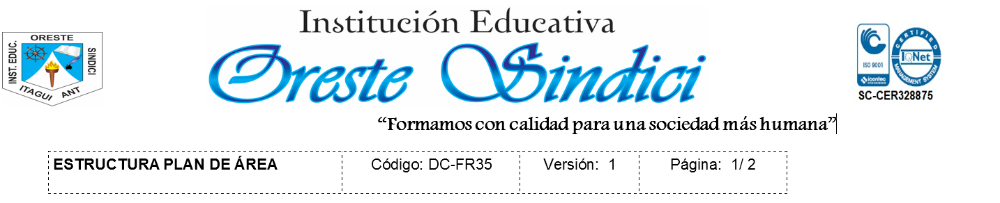 Institución Educativa
Oreste Sindici
ORESTE
INST. EDUC.
SINDICI
ITAGUI ANT
ISO 9001
icontec
CERTIFIED
IQNet
MANAGEMENT SYSTEM
SC-CER328875
“Formamos con calidad para una sociedad más humana”
ESTRUCTURA PLAN DE ÁREA Código: DC-FR35 Versión: 1 Página: 1/ 2